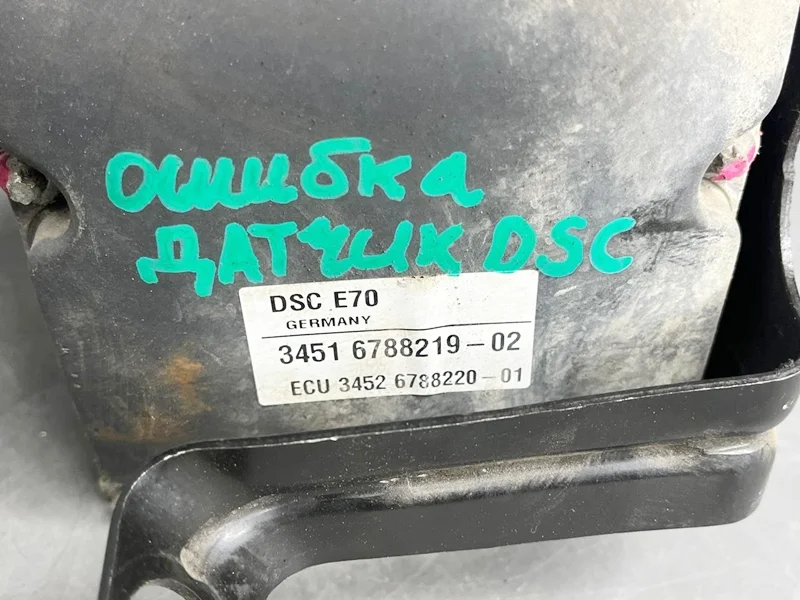 ошибка
ДАТЧИК DSC
DSC E70
GERMANY
3451 6788219-02
ECU 3452 6788220-01